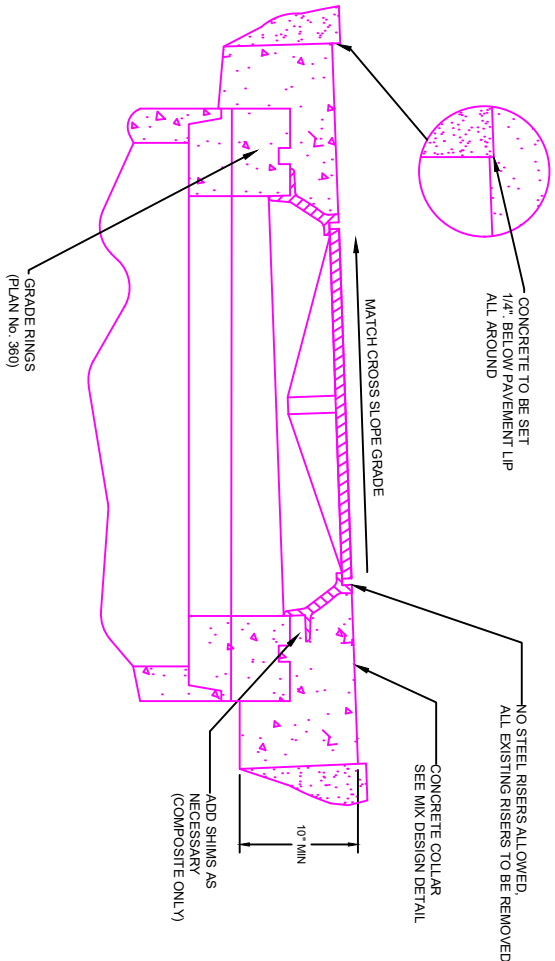 CONCRETE TO BE SET
1/4". BELOW PAVEMENT LIP
ALL AROUND
NO STEEL RISERS ALLOWED,
ALL EXISTING RISERS TO BE REMOVED
MATCH CROSS SLOPE GRADE
CONCRETE COLLAR
SEE MIX DESIGN DETAIL
10" MIN
GRADE RINGS
(PLAN No. 360)
ADD SHIMS AS
NECESSARY
(COMPOSITE ONLY)